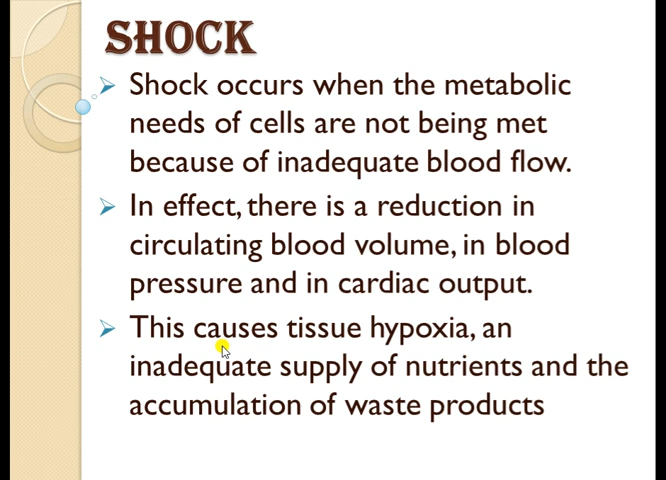 SHOCK
Shock occurs when the metabolic
needs of cells are not being met
because of inadequate blood flow.
In effect, there is a reduction in
circulating blood volume, in blood
pressure and in cardiac output.
This causes tissue hypoxia, an
inadequate supply of nutrients and the
accumulation of waste products